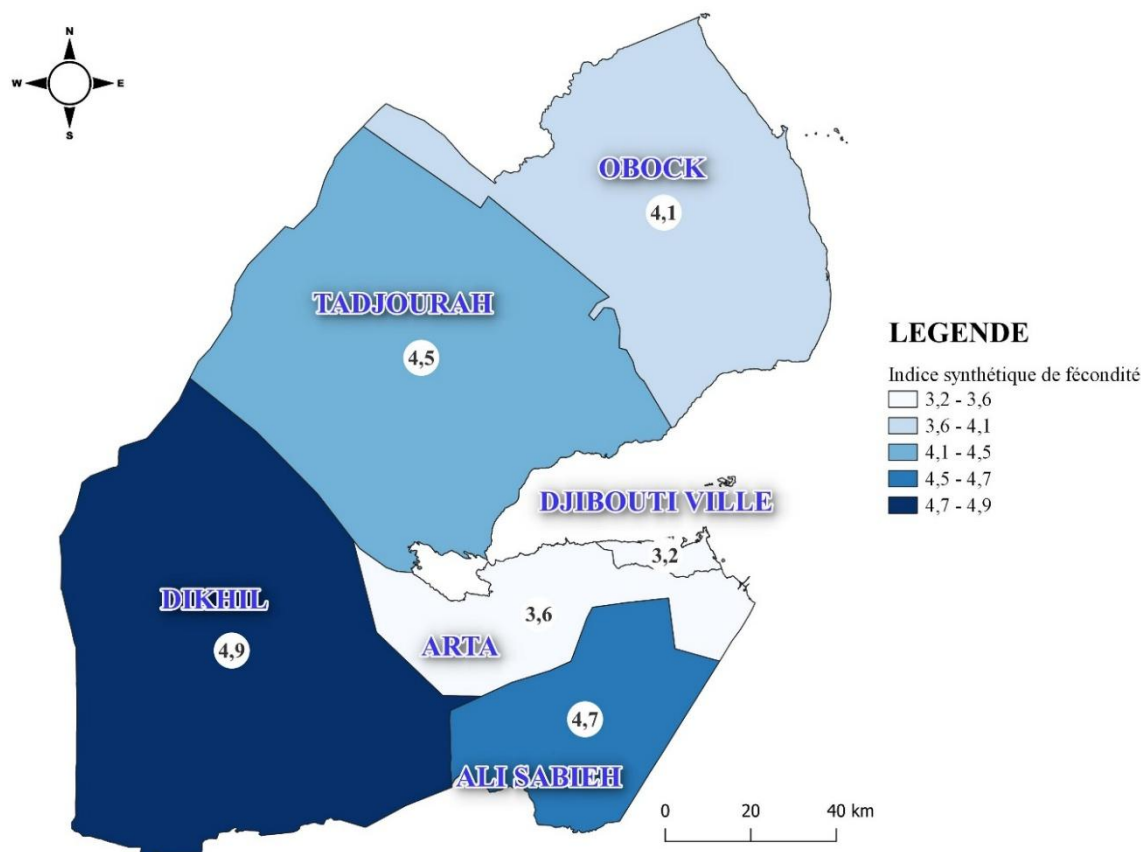 N
W E
S
OBOCK
4,1
TADJOURAH
4,5
LEGENDE
Indice synthétique de fécondité
3,2 - 3,6
3,6 - 4,1
4,1 - 4,5
4,5 - 4,7
4,7 - 4,9
DJIBOUTI VILLE
3,2
DIKHIL
4,9
3,6
ARTA
4,7
ALI SABIEH
0 20 40 km